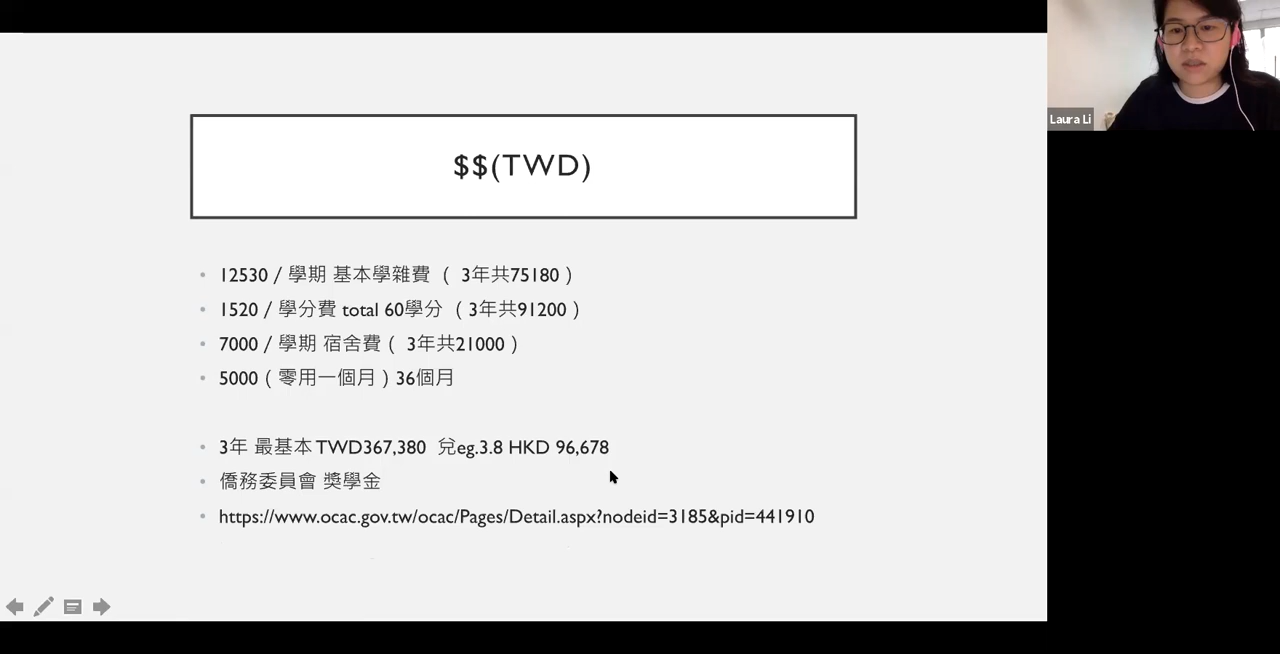 $$(TWD)
12530 / 學期 基本學雜費 ( 3年共75180 )
1520 / 學分費 total 60學分 ( 3年共91200 )
7000 / 學期 宿舍費 ( 3年共21000 )
5000 ( 零用一個月 ) 36個月
3年 最基本 TWD367,380 兌eg.3.8 HKD 96,678
僑務委員會 獎學金
https://www.ocac.gov.tw/ocac/Pages/Detail.aspx?nodeid=3185&pid=441910
Laura Li